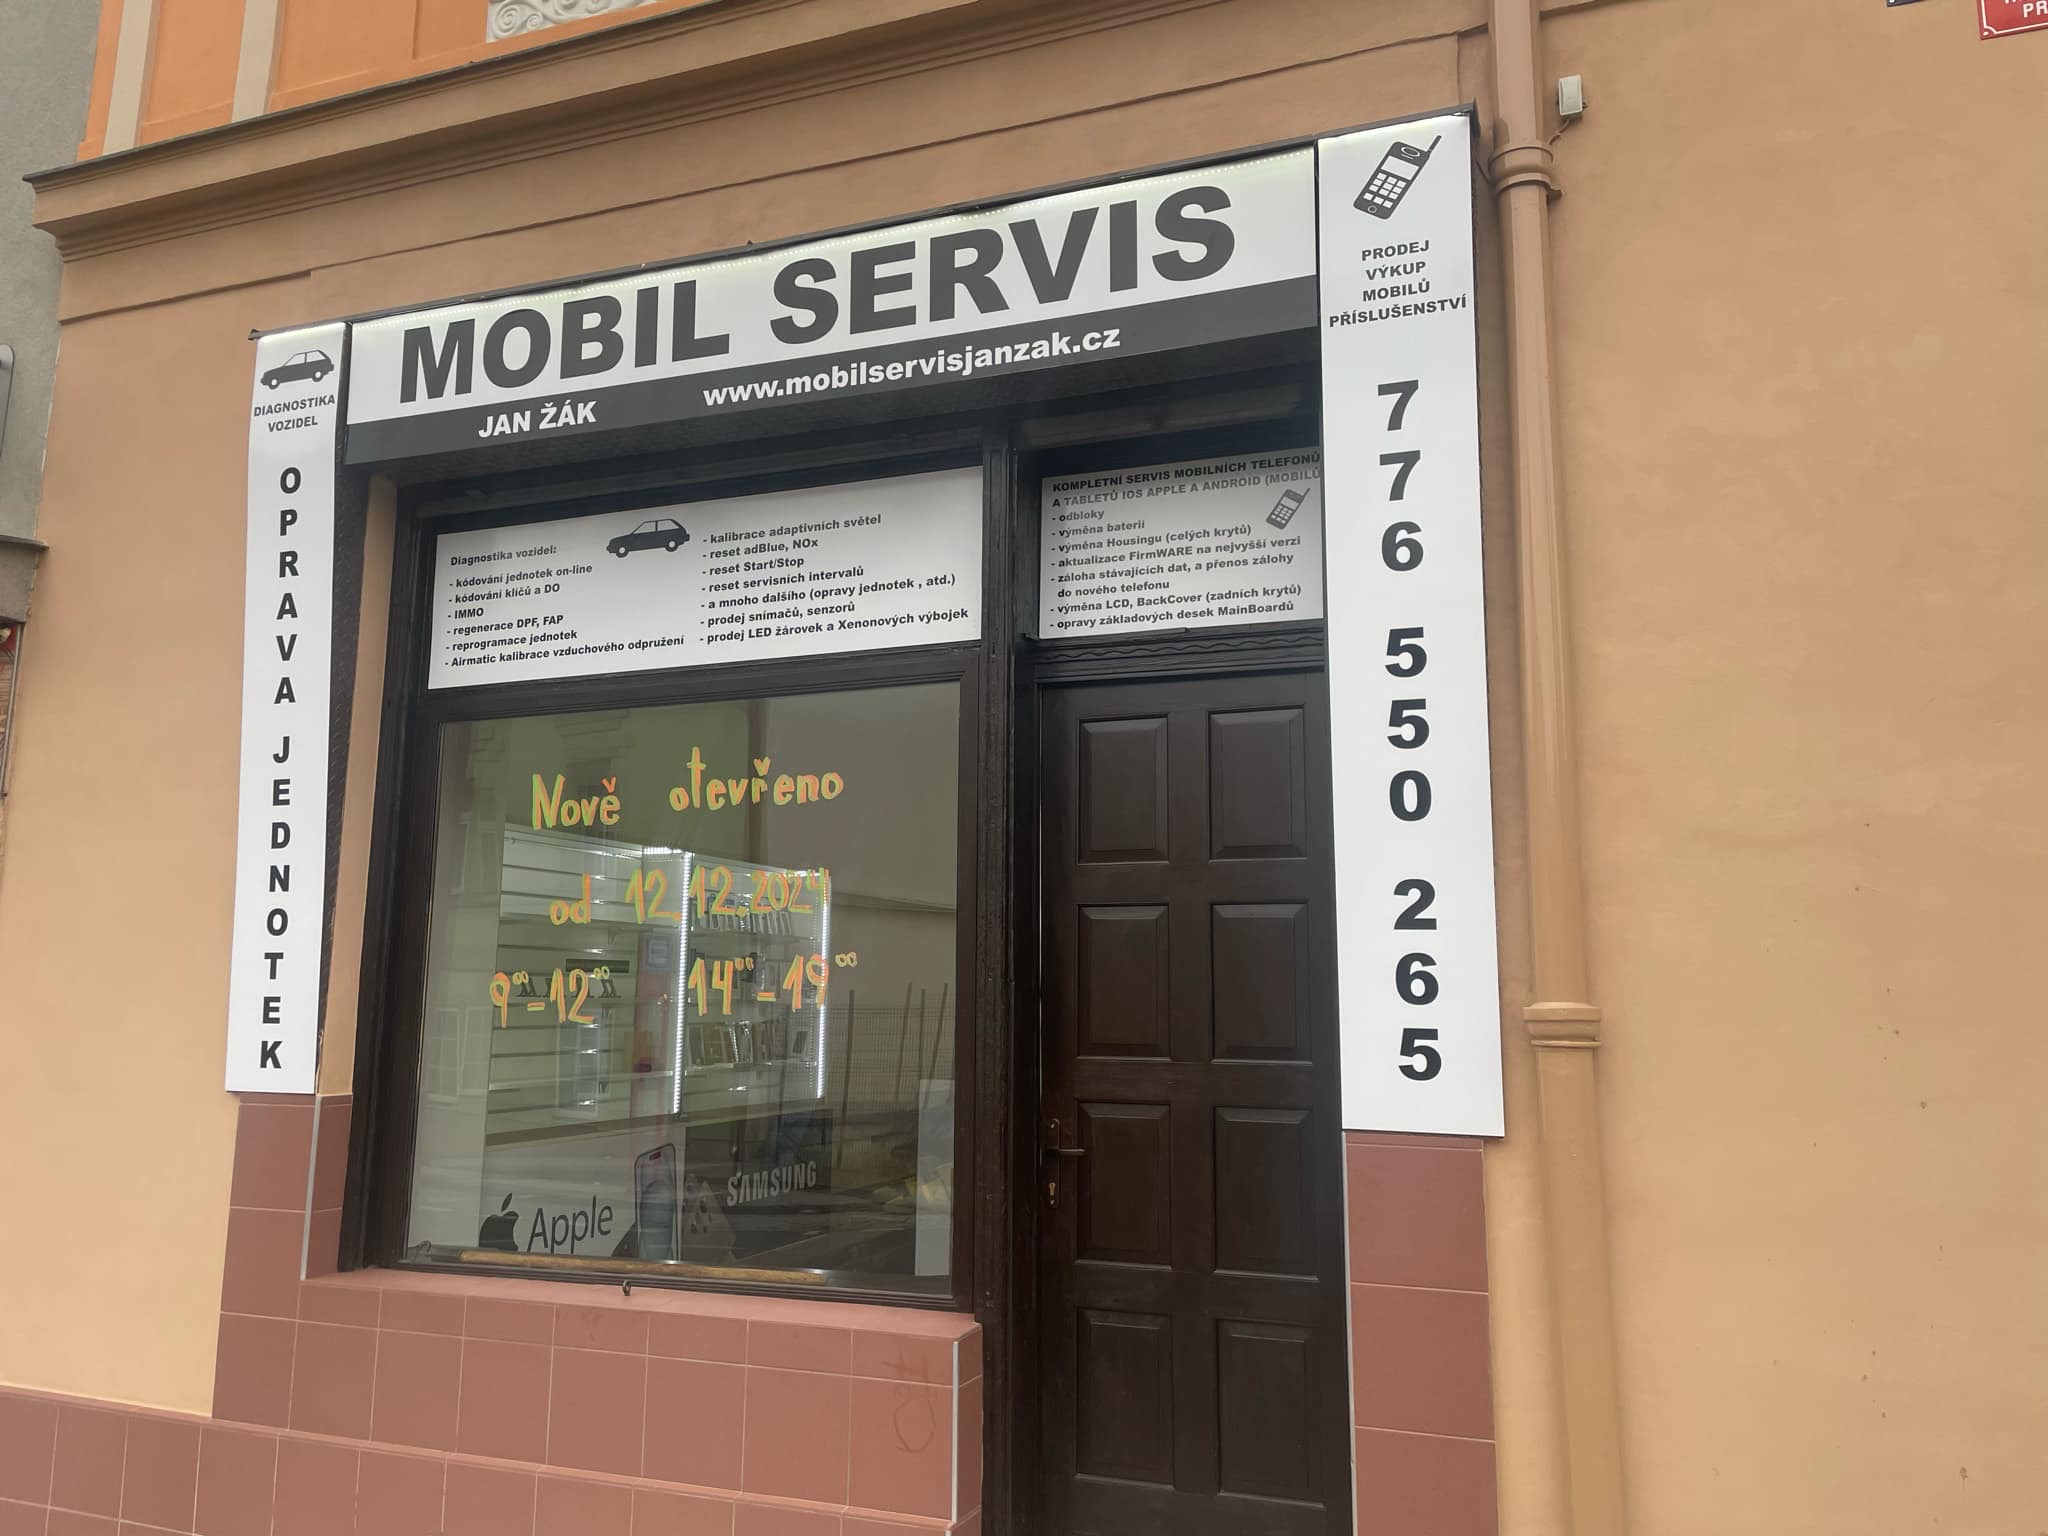 MOBIL SERVIS
JAN ŽÁK
www.mobilservisjanzak.cz
DIAGNOSTIKA
VOZIDEL
OPRAVA JEDNOTEK
PRODEJ
VÝKUP
MOBILŮ
PŘÍSLUŠENSTVÍ
776 550 265
Diagnostika vozidel:
- kódování jednotek on-line
- kódování klíčů a DO
- IMMO
- regenerace DPF, FAP
- reprogramace jednotek
- Airmatic kalibrace vzduchového odpružení
- kalibrace adaptivních světel
- reset adBlue, NOx
- reset Start/Stop
- reset servisních intervalů
- a mnoho dalšího (opravy jednotek , atd.)
- prodej snímačů, senzorů
- prodej LED žárovek a Xenonových výbojek
KOMPLETNÍ SERVIS MOBILNÍCH TELEFONŮ
A TABLETŮ IOS APPLE A ANDROID (MOBILŮ
- odbloky
- výměna baterií
- výměna Housingu (celých krytů)
- aktualizace FirmWARE na nejvyšší verzi
- záloha stávajících dat, a přenos zálohy
do nového telefonu
- výměna LCD, BackCover (zadních krytů)
- opravy základových desek MainBoardů
Nově otevřeno
od 12.12.2024
9⁰⁰-12⁰⁰ 14⁰⁰-19⁰⁰
Apple
SAMSUNG
PR